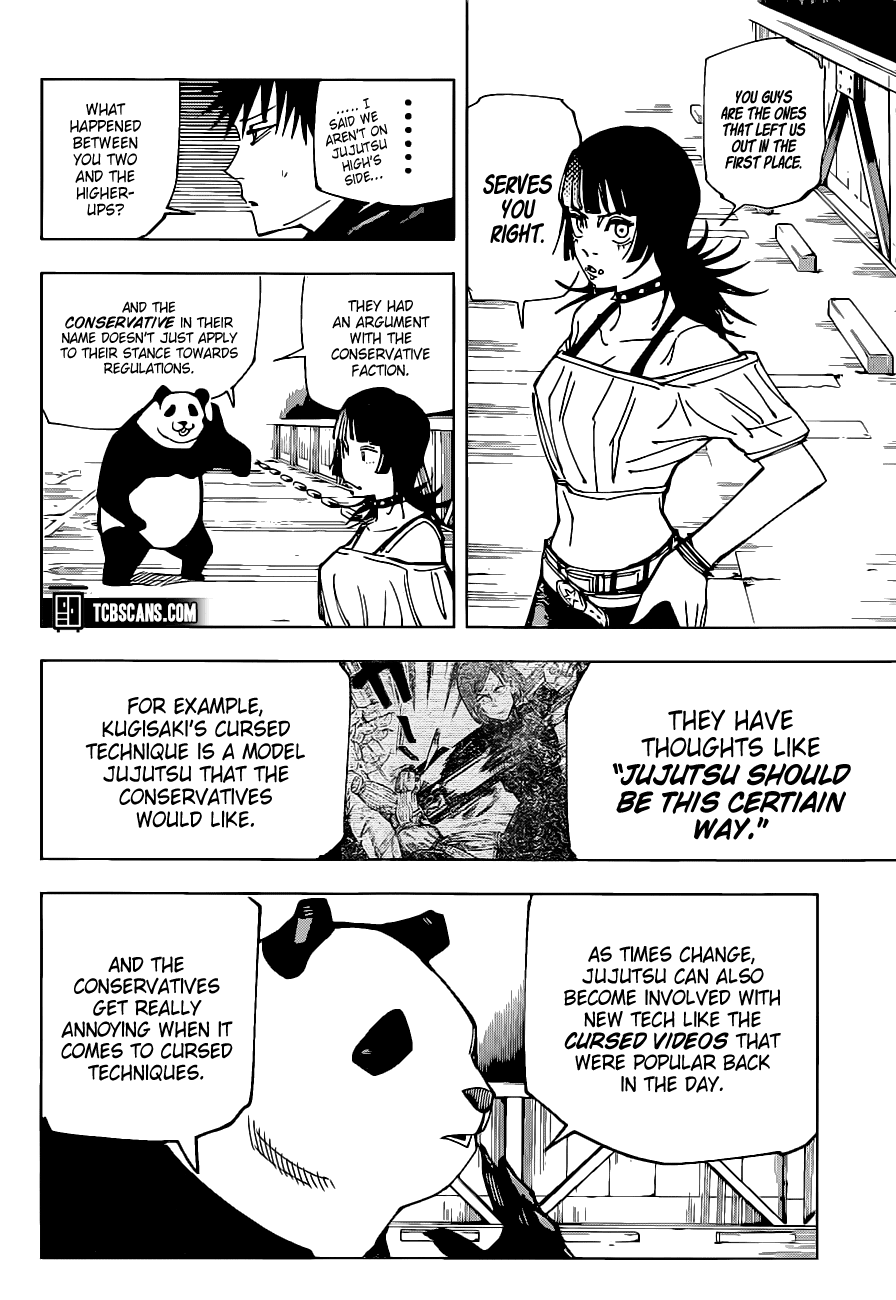 YOU GUYS
ARE THE ONES
THAT LEFT US
OUT IN THE
FIRST PLACE.
SERVES
YOU
RIGHT.
..... I
SAID WE
AREN'T ON
JUJUTSU
HIGH'S
SIDE...
WHAT
HAPPENED
BETWEEN
YOU TWO
AND THE
HIGHER-
UPS?
THEY HAD
AN ARGUMENT
WITH THE
CONSERVATIVE
FACTION.
AND THE
CONSERVATIVE IN THEIR
NAME DOESN'T JUST APPLY
TO THEIR STANCE TOWARDS
REGULATIONS.
TCBSCANS.COM
THEY HAVE
THOUGHTS LIKE
"JUJUTSU SHOULD
BE THIS CERTIAIN
WAY."
FOR EXAMPLE,
KUGISAKI'S CURSED
TECHNIQUE IS A MODEL
JUJUTSU THAT THE
CONSERVATIVES
WOULD LIKE.
AS TIMES CHANGE,
JUJUTSU CAN ALSO
BECOME INVOLVED WITH
NEW TECH LIKE THE
CURSED VIDEOS THAT
WERE POPULAR BACK
IN THE DAY.
AND THE
CONSERVATIVES
GET REALLY
ANNOYING WHEN IT
COMES TO CURSED
TECHNIQUES.